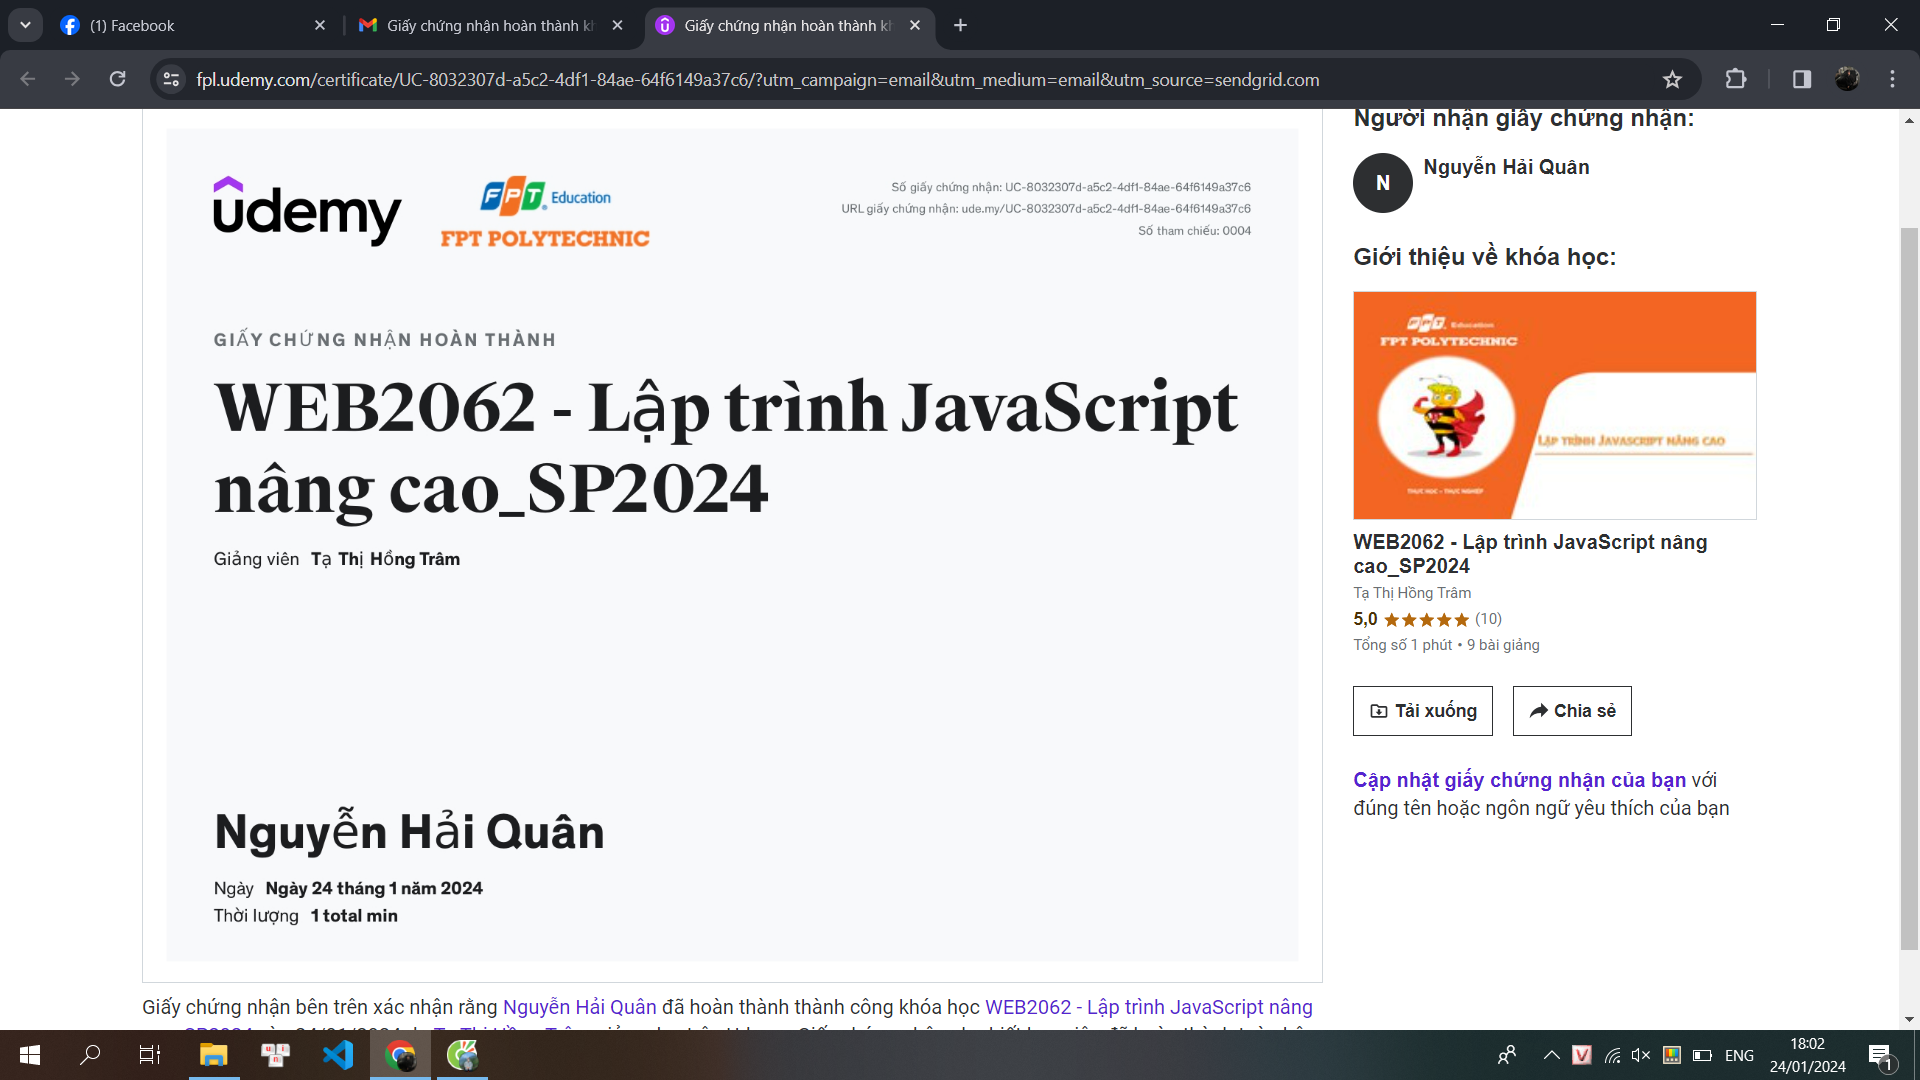 (1) Facebook
Giấy chứng nhận hoàn thành kh
Giấy chứng nhận hoàn thành kh
fpl.udemy.com/certificate/UC-8032307d-a5c2-4df1-84ae-64f6149a37c6/?utm_campaign=email&utm_medium=email&utm_source=sendgrid.com
udemy
FPT Education
FPT POLYTECHNIC
Số giấy chứng nhận: UC-8032307d-a5c2-4df1-84ae-64f6149a37c6
URL giấy chứng nhận: ude.my/UC-8032307d-a5c2-4df1-84ae-64f6149a37c6
Số tham chiếu: 0004
GIẤY CHỨNG NHẬN HOÀN THÀNH
WEB2062 - Lập trình JavaScript
nâng cao_SP2024
Giảng viên Tạ Thị Hồng Trâm
Nguyễn Hải Quân
Ngày Ngày 24 tháng 1 năm 2024
Thời lượng 1 total min
Giấy chứng nhận bên trên xác nhận rằng Nguyễn Hải Quân đã hoàn thành thành công khóa học WEB2062 - Lập trình JavaScript nâng
Người nhận giấy chứng nhận:
N
Nguyễn Hải Quân
Giới thiệu về khóa học:
FPT Education
FPT POLYTECHNIC
LẬP TRÌNH JAVASCRIPT NÂNG CAO
THỰC HỌC - THỰC NGHIỆP
WEB2062 - Lập trình JavaScript nâng
cao_SP2024
Tạ Thị Hồng Trâm
5,0 (10)
Tổng số 1 phút • 9 bài giảng
Tải xuống
Chia sẻ
Cập nhật giấy chứng nhận của bạn với
đúng tên hoặc ngôn ngữ yêu thích của bạn
ENG
18:02
24/01/2024
1